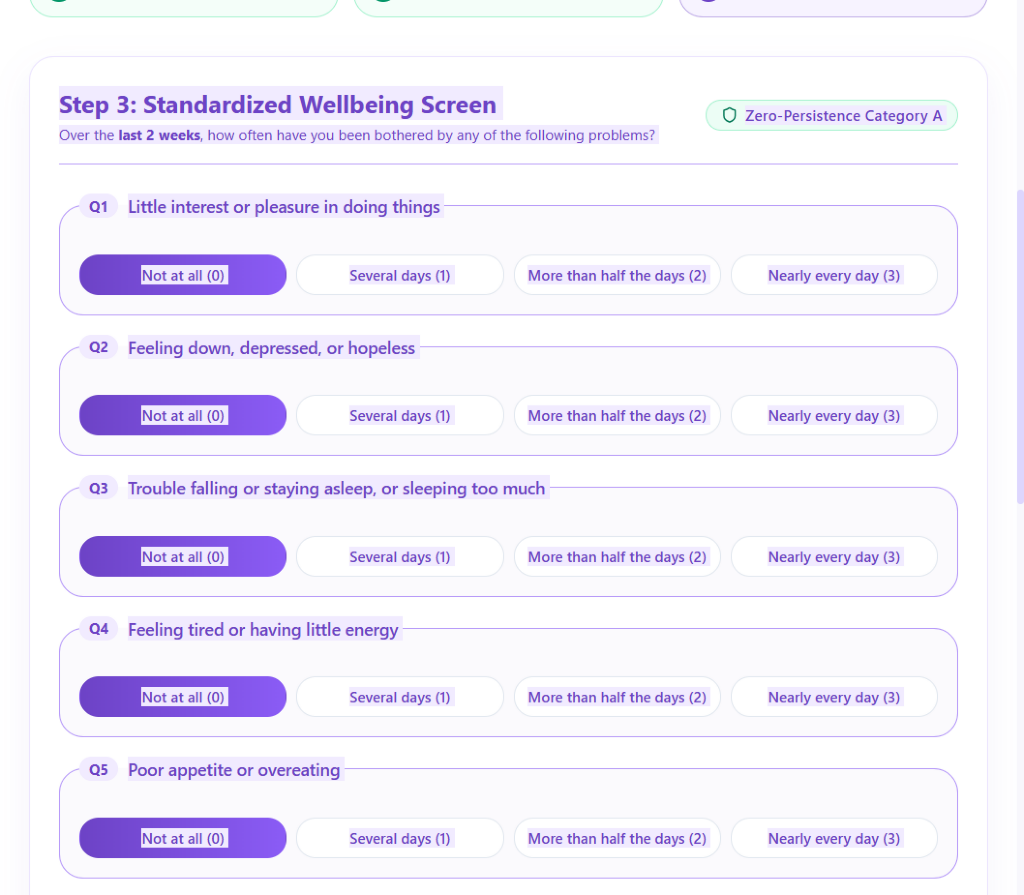 Step 3: Standardized Wellbeing Screen
Over the last 2 weeks, how often have you been bothered by any of the following problems?
Zero-Persistence Category A
Q1 Little interest or pleasure in doing things
Not at all (0) Several days (1) More than half the days (2) Nearly every day (3)
Q2 Feeling down, depressed, or hopeless
Not at all (0) Several days (1) More than half the days (2) Nearly every day (3)
Q3 Trouble falling or staying asleep, or sleeping too much
Not at all (0) Several days (1) More than half the days (2) Nearly every day (3)
Q4 Feeling tired or having little energy
Not at all (0) Several days (1) More than half the days (2) Nearly every day (3)
Q5 Poor appetite or overeating
Not at all (0) Several days (1) More than half the days (2) Nearly every day (3)